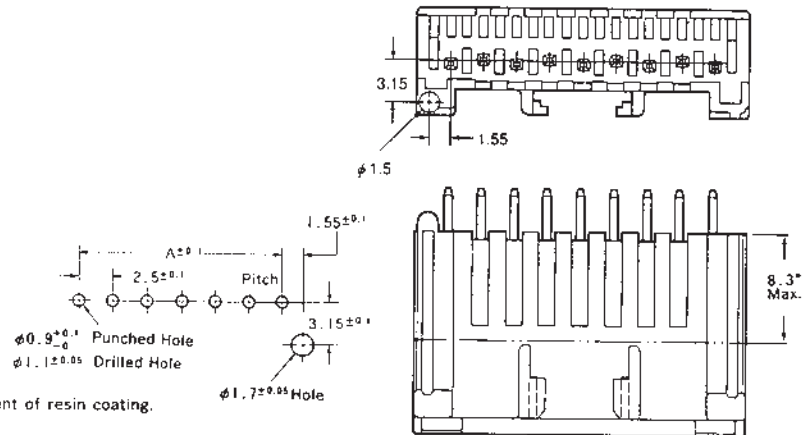 3.15
1.55
φ1.5
1.55±0.1
A±0.1
2.5±0.1 Pitch
8.3*
Max.
3.15±0.1
φ0.9+0.1-0 Punched Hole
φ1.1±0.05 Drilled Hole
φ1.7±0.05 Hole
ent of resin coating.